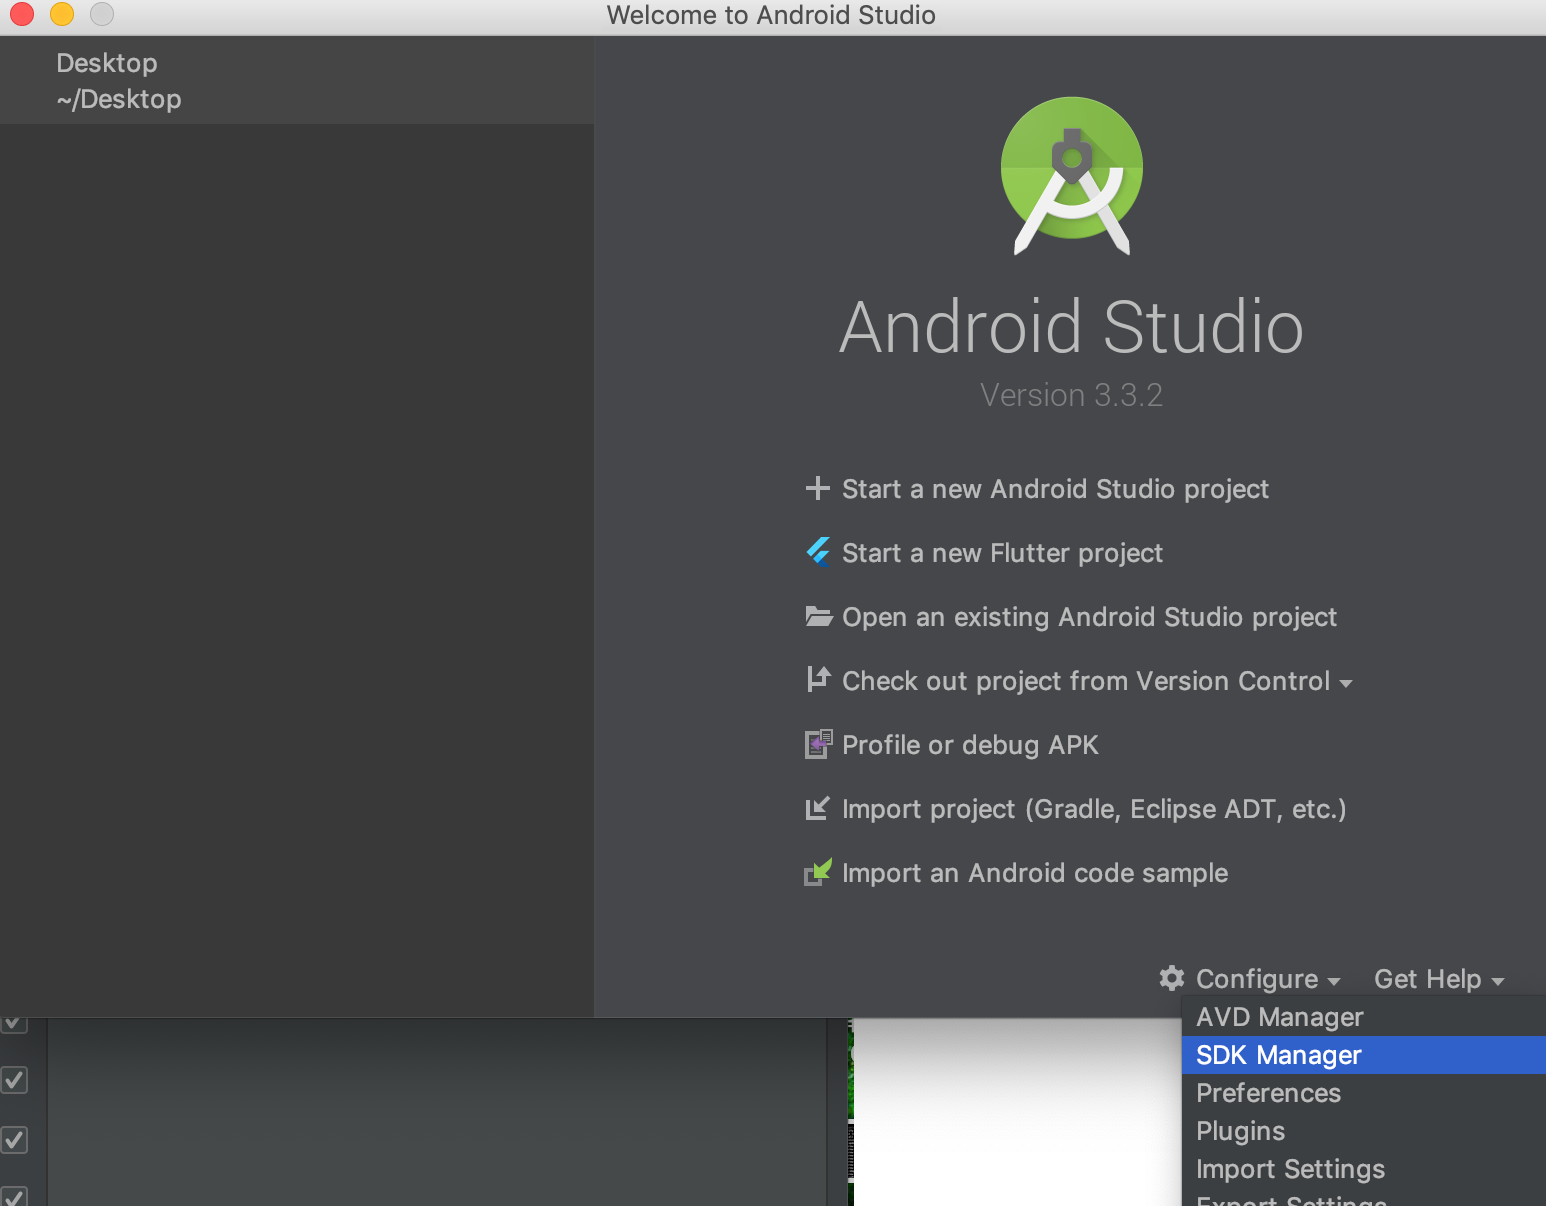 Welcome to Android Studio
Desktop
~/Desktop
Android Studio
Version 3.3.2
Start a new Android Studio project
Start a new Flutter project
Open an existing Android Studio project
Check out project from Version Control
Profile or debug APK
Import project (Gradle, Eclipse ADT, etc.)
Import an Android code sample
Configure
Get Help
AVD Manager
SDK Manager
Preferences
Plugins
Import Settings
Export Settings